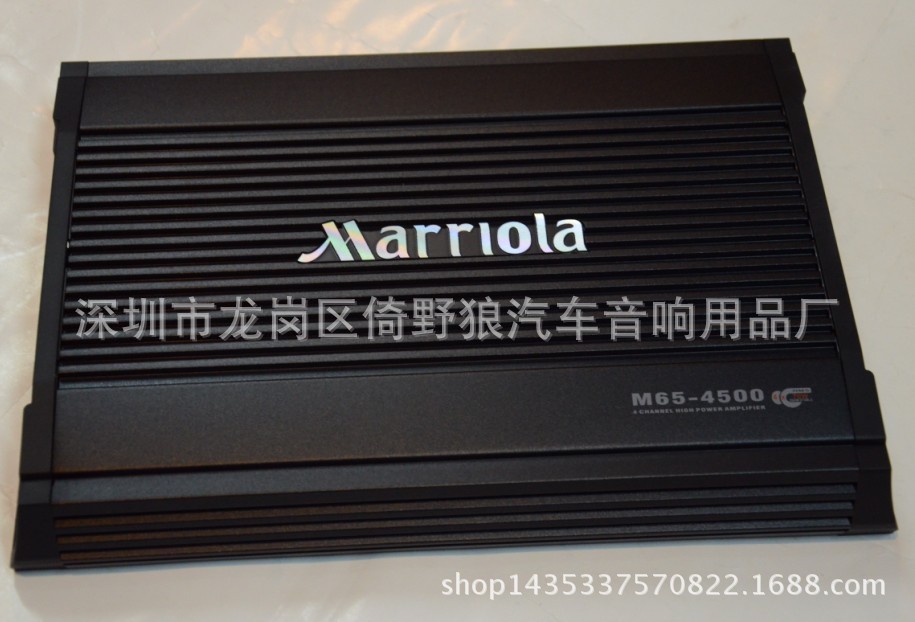 Marriola
深圳市龙岗区倚野狼汽车音响用品厂
M65-4500
4 CHANNEL HIGH POWER AMPLIFIER
shop1435337570822.1688.com